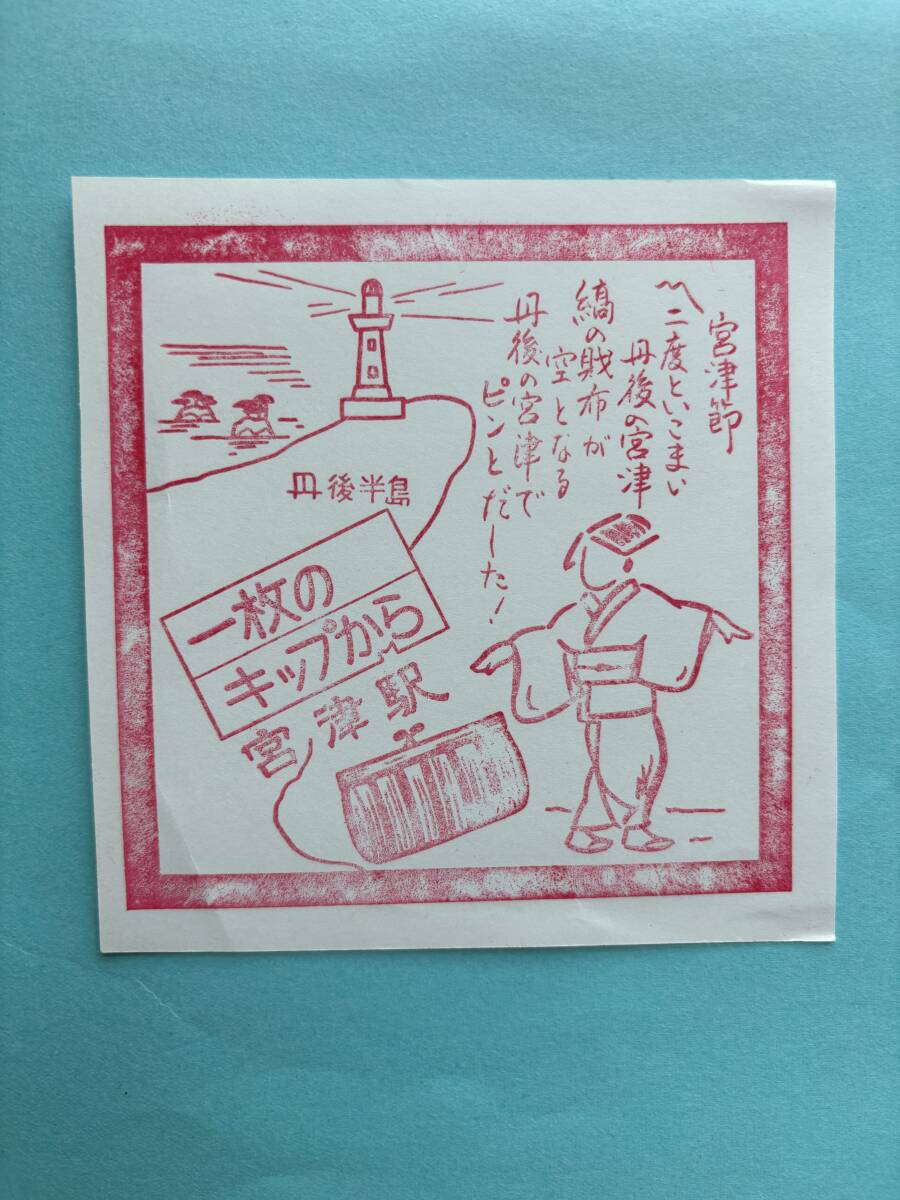 宮津節
〽二度といこまい
丹後の宮津
縞の財布が
空となる
丹後の宮津で
ピンとだーした!
丹後半島
一枚の
キップから
宮津駅